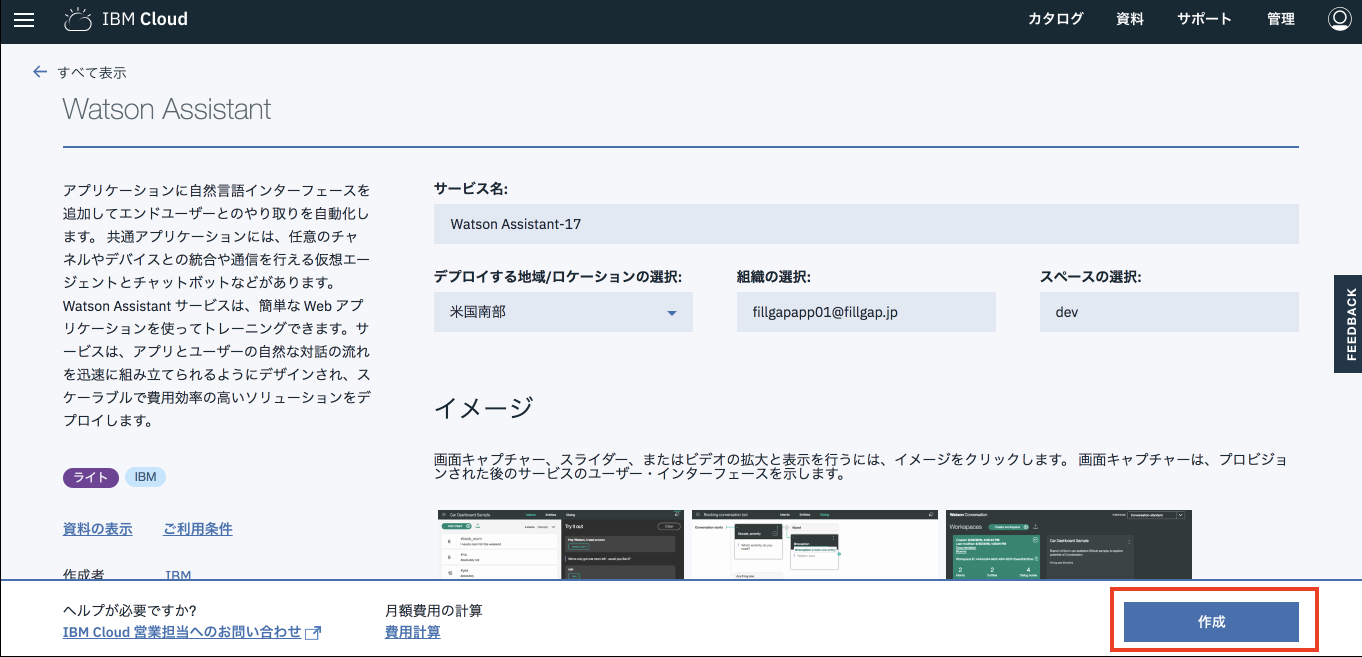 IBM Cloud
カタログ 資料 サポート 管理
すべて表示
Watson Assistant
アプリケーションに自然言語インターフェースを
追加してエンドユーザーとのやり取りを自動化し
ます。 共通アプリケーションには、任意のチャ
ネルやデバイスとの統合や通信を行える仮想エー
ジェントとチャットボットなどがあります。
Watson Assistant サービスは、簡単な Web アプ
リケーションを使ってトレーニングできます。サ
ービスは、アプリとユーザーの自然な対話の流れ
を迅速に組み立てられるようにデザインされ、ス
ケーラブルで費用効率の高いソリューションをデ
プロイします。
ライト IBM
資料の表示 ご利用条件
作成者 IBM
サービス名:
Watson Assistant-17
デプロイする地域/ロケーションの選択: 組織の選択: スペースの選択:
米国南部 fillgapapp01@fillgap.jp dev
イメージ
画面キャプチャー、スライダー、またはビデオの拡大と表示を行うには、イメージをクリックします。 画面キャプチャーは、プロビジョ
ンされた後のサービスのユーザー・インターフェースを示します。
Car Dashboard Sample
Try it out
Booking conversation bot
Watson Conversation
Workspaces
Car Dashboard Sample
FEEDBACK
ヘルプが必要ですか?
IBM Cloud 営業担当へのお問い合わせ
月額費用の計算
費用計算
作成